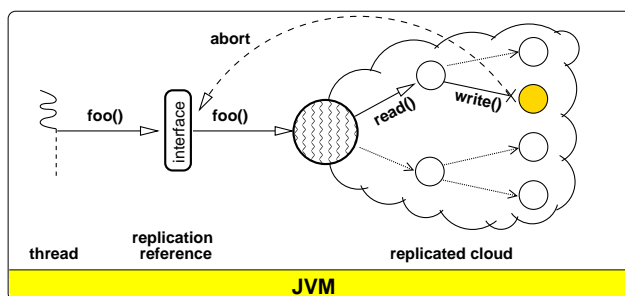 abort
foo()
interface
foo()
read()
write()
thread
replication
reference
replicated cloud
JVM